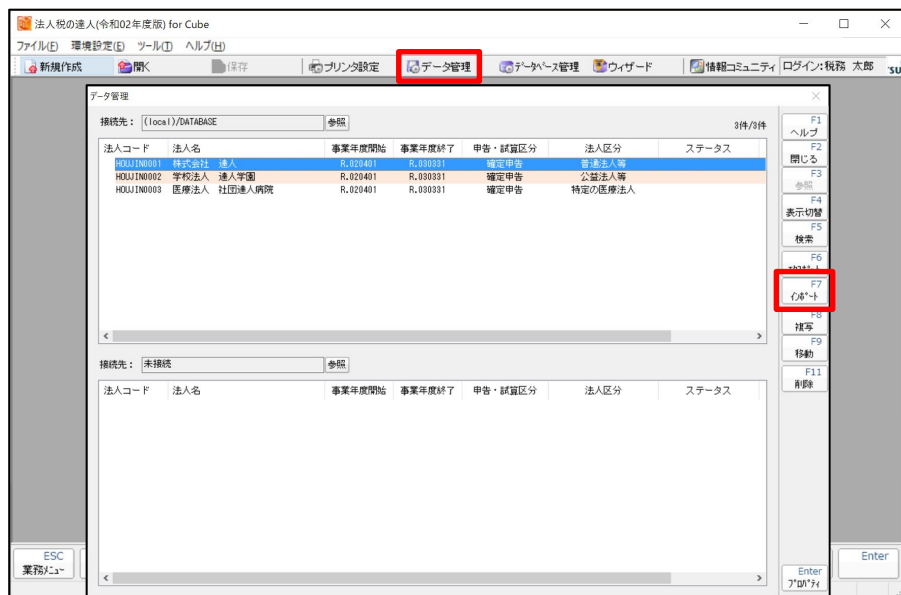 法人税の達人(令和02年度版) for Cube
ファイル(F) 環境設定(E) ツール(T) ヘルプ(H)
新規作成 開く 保存 プリンタ設定 データ管理 データベース管理 ウィザード 情報コミュニティ ログイン:税務 太郎
データ管理
接続先: (local)/DATABASE 参照 3件/3件
法人コード 法人名 事業年度開始 事業年度終了 申告・試算区分 法人区分 ステータス
HOUJIN0001 株式会社 達人 R.020401 R.030331 確定申告 普通法人等
HOUJIN0002 学校法人 達人学園 R.020401 R.030331 確定申告 公益法人等
HOUJIN0003 医療法人 社団達人病院 R.020401 R.030331 確定申告 特定の医療法人
接続先: 未接続 参照
法人コード 法人名 事業年度開始 事業年度終了 申告・試算区分 法人区分 ステータス
F1
ヘルプ
F2
閉じる
F3
参照
F4
表示切替
F5
検索
F6
F7
インポート
F8
複写
F9
移動
F11
削除
Enter
プロパティ
ESC
業務メニュー
Enter